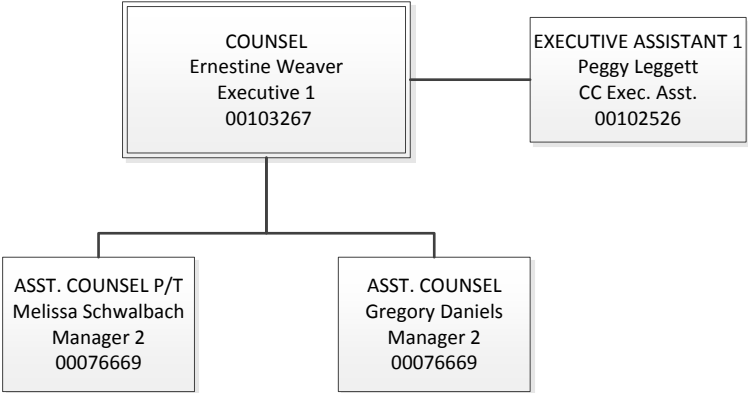 COUNSEL
Ernestine Weaver
Executive 1
00103267
EXECUTIVE ASSISTANT 1
Peggy Leggett
CC Exec. Asst.
00102526
ASST. COUNSEL P/T
Melissa Schwalbach
Manager 2
00076669
ASST. COUNSEL
Gregory Daniels
Manager 2
00076669